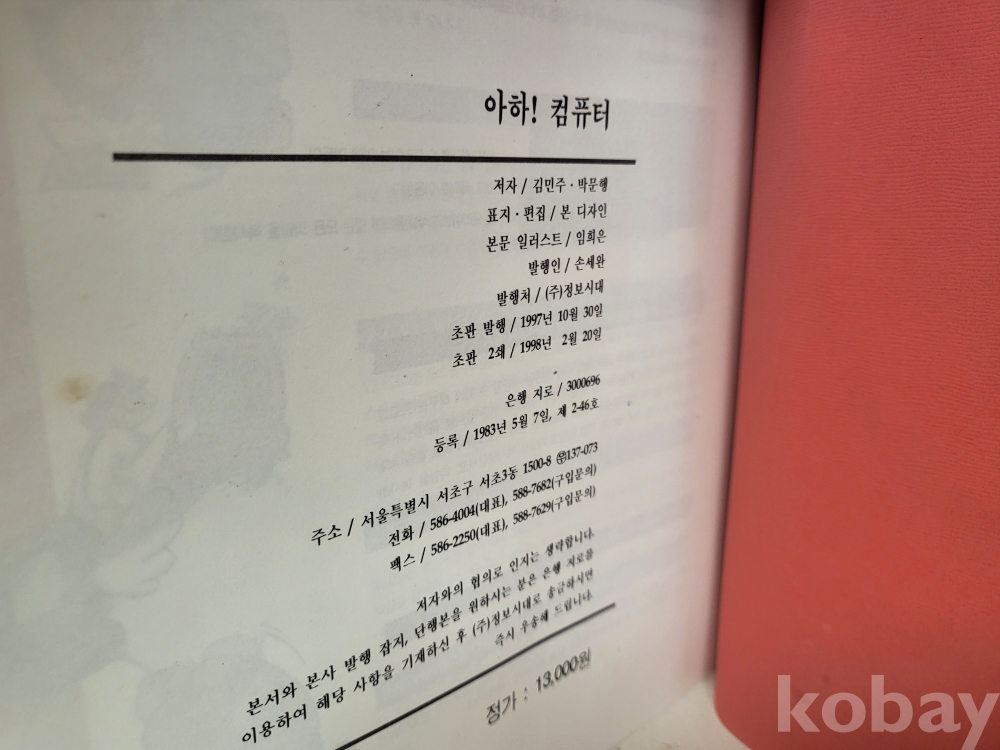 아하! 컴퓨터
저자 / 김민주 · 박문행
표지 · 편집 / 본 디자인
본문 일러스트 / 임희은
발행인 / 손세완
발행처 / (주)정보시대
초판 발행 / 1997년 10월 30일
초판 2쇄 / 1998년 2월 20일
은행 지로 / 3000696
등록 / 1983년 5월 7일, 제 2-46호
주소 / 서울특별시 서초구 서초3동 1500-8 ㉾137-073
전화 / 586-4004(대표), 588-7682(구입문의)
팩스 / 586-2250(대표), 588-7629(구입문의)
저자와의 협의로 인지는 생략합니다.
본서와 본사 발행 잡지, 단행본을 원하시는 분은 은행 지로를
이용하여 해당 사항을 기재하신 후 (주)정보시대로 송금하시면
즉시 우송해 드립니다.
정가 : 13,000원
kobay